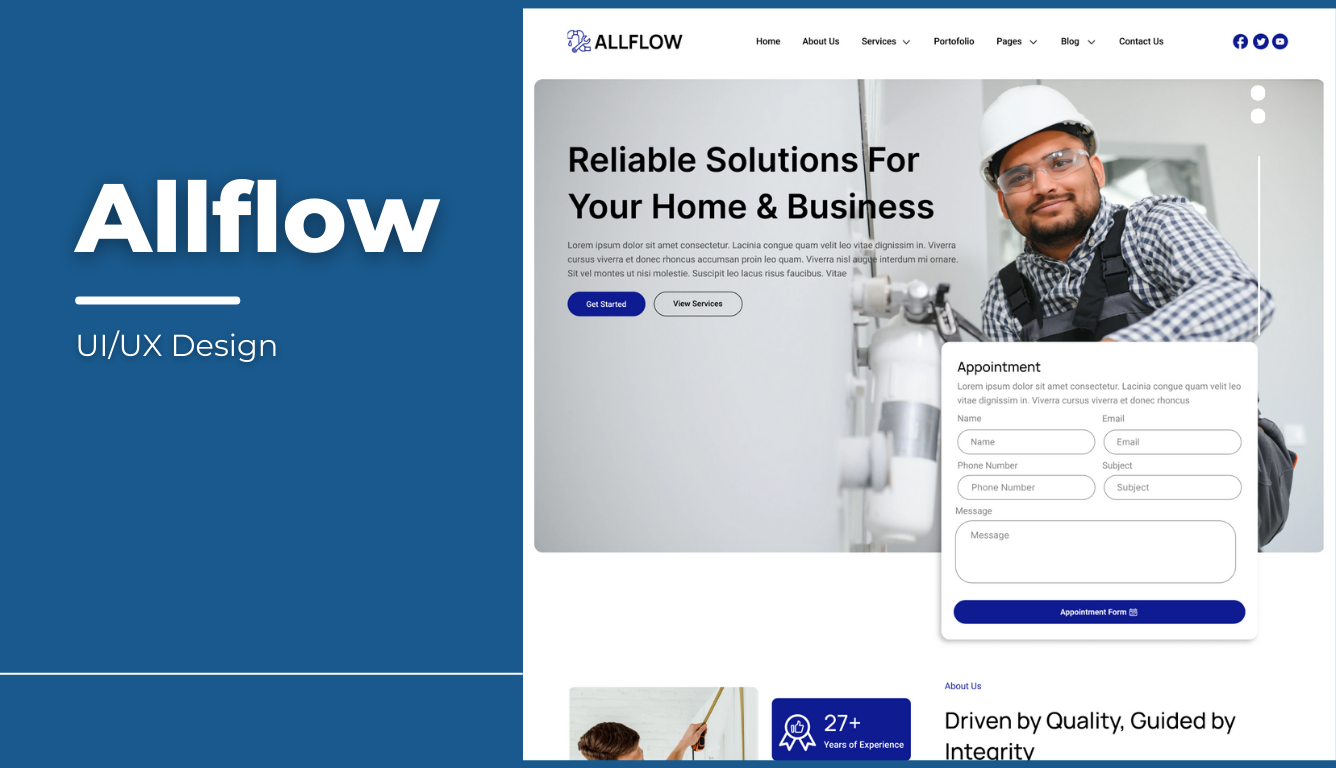 Allflow
UI/UX Design
ALLFLOW
Home About Us Services Portofolio Pages Blog Contact Us
Reliable Solutions For
Your Home & Business
Lorem ipsum dolor sit amet consectetur. Lacinia congue quam velit leo vitae dignissim in. Viverra
cursus viverra et donec rhoncus accumsan proin leo quam. Viverra nisl augue interdum mi ornare.
Sit vel montes ut nisi molestie. Suscipit leo lacus risus faucibus. Vitae
Get Started View Services
Appointment
Lorem ipsum dolor sit amet consectetur. Lacinia congue quam velit leo
vitae dignissim in. Viverra cursus viverra et donec rhoncus
Name Email
Name Email
Phone Number Subject
Phone Number Subject
Message
Message
Appointment Form
27+
Years of Experience
About Us
Driven by Quality, Guided by
Integrity